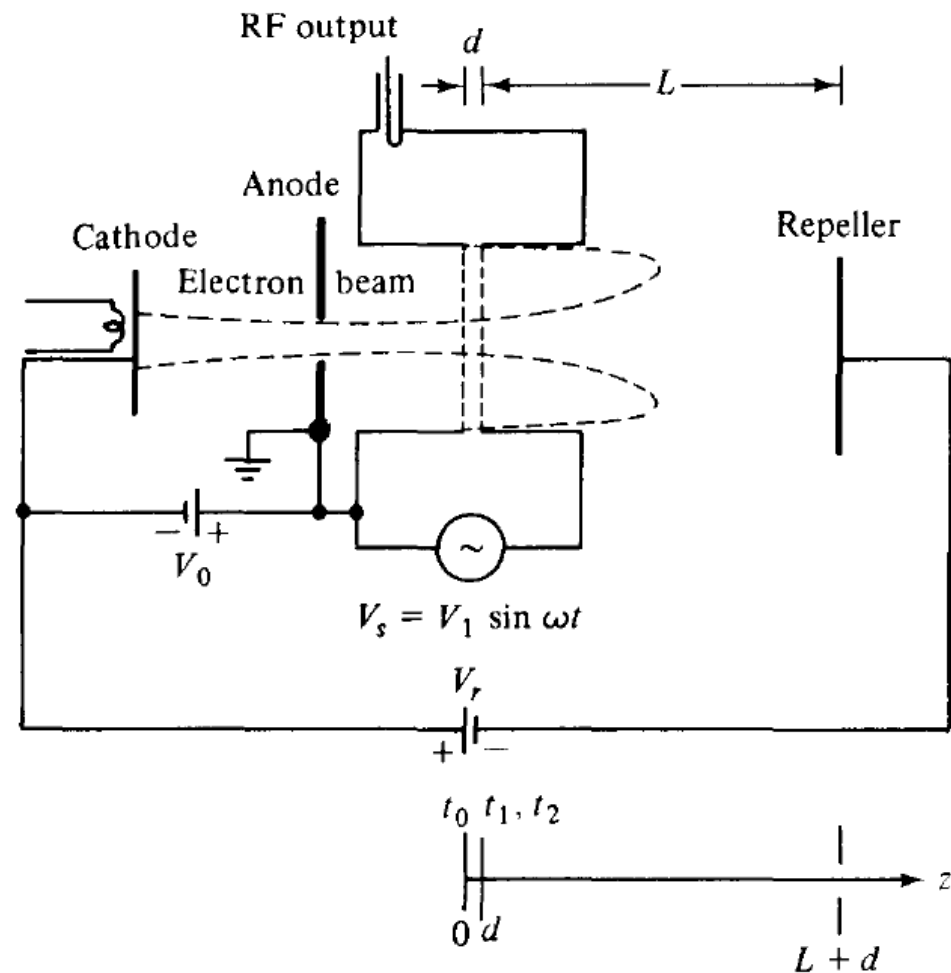 RF output
d
L
Anode
Cathode
Repeller
Electron beam
− +
V₀
~
Vₛ = V₁ sin ωt
Vᵣ
+ −
t₀ t₁, t₂
z
0 d
L + d